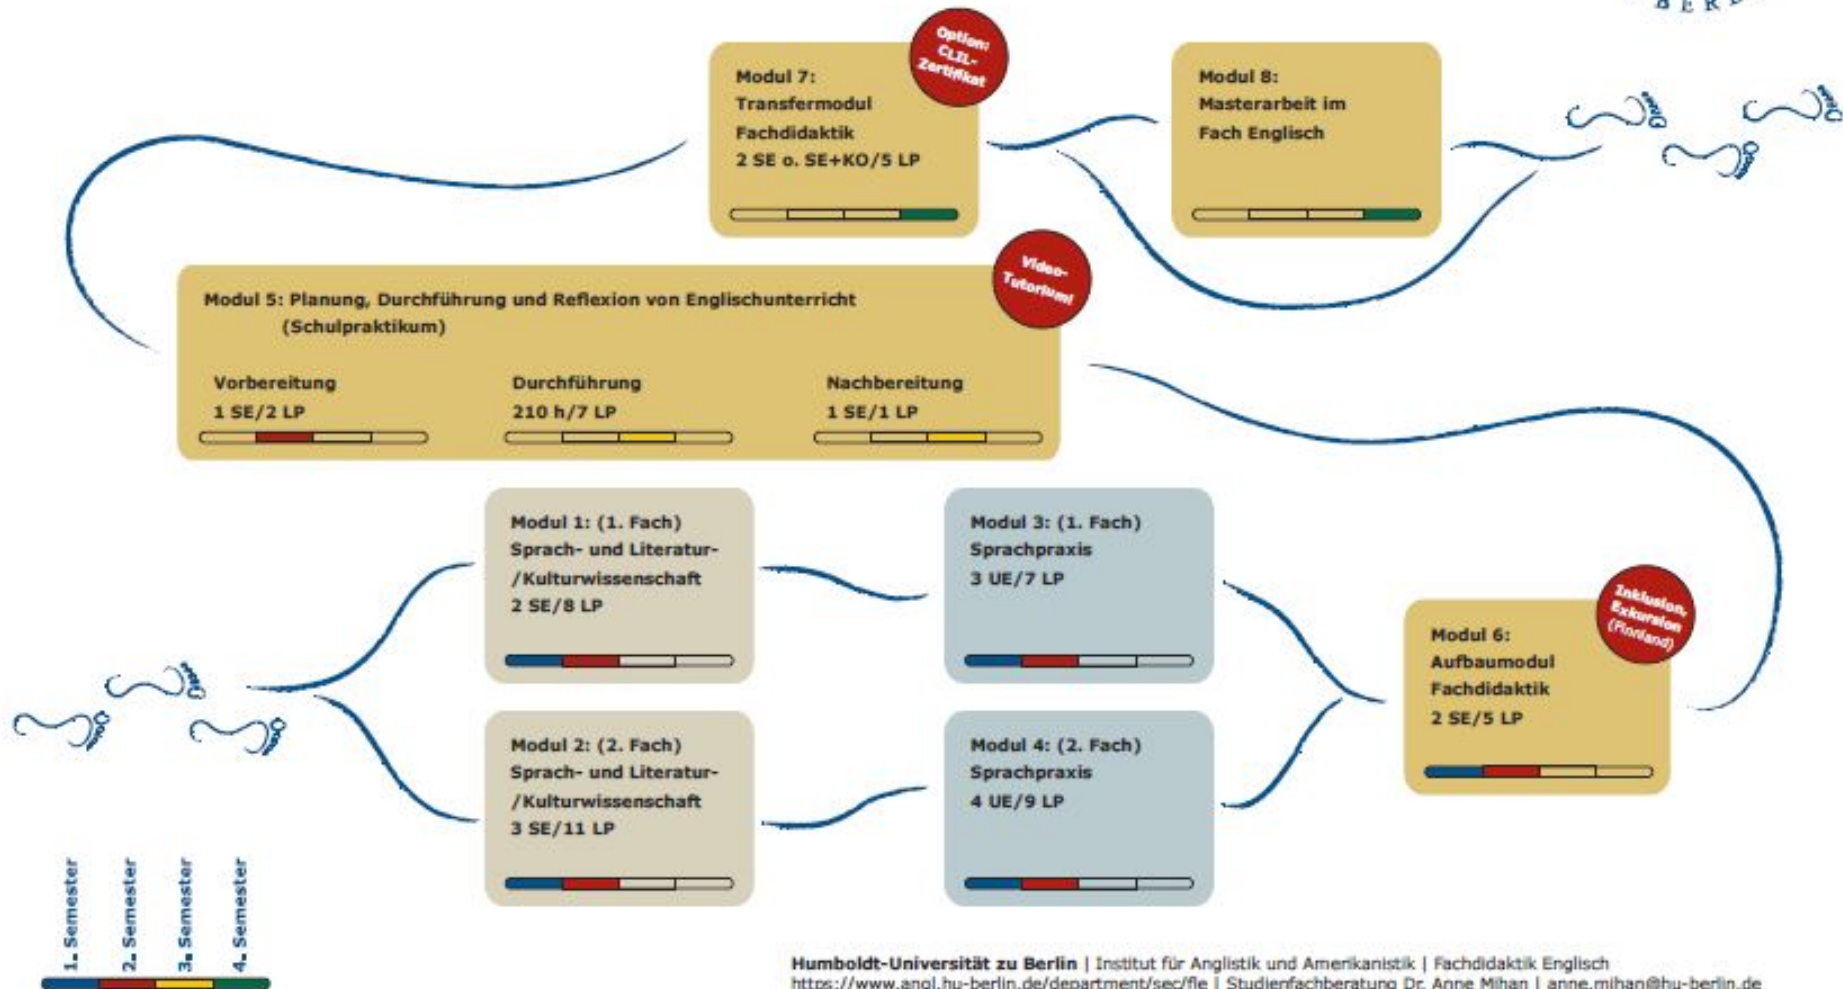 BER
Option:
CLIL-
Zertifikat
Modul 7:
Transfermodul
Fachdidaktik
2 SE o. SE+KO/5 LP
Modul 8:
Masterarbeit im
Fach Englisch
Video-
Tutorium!
Modul 5: Planung, Durchführung und Reflexion von Englischunterricht
(Schulpraktikum)
Vorbereitung
1 SE/2 LP
Durchführung
210 h/7 LP
Nachbereitung
1 SE/1 LP
Modul 1: (1. Fach)
Sprach- und Literatur-
/Kulturwissenschaft
2 SE/8 LP
Modul 3: (1. Fach)
Sprachpraxis
3 UE/7 LP
Inklusion,
Exkursion
(Finnland)
Modul 6:
Aufbaumodul
Fachdidaktik
2 SE/5 LP
Modul 2: (2. Fach)
Sprach- und Literatur-
/Kulturwissenschaft
3 SE/11 LP
Modul 4: (2. Fach)
Sprachpraxis
4 UE/9 LP
1. Semester
2. Semester
3. Semester
4. Semester
Humboldt-Universität zu Berlin | Institut für Anglistik und Amerikanistik | Fachdidaktik Englisch
https://www.angl.hu-berlin.de/department/sec/fle | Studienfachberatung Dr. Anne Mihan | anne.mihan@hu-berlin.de